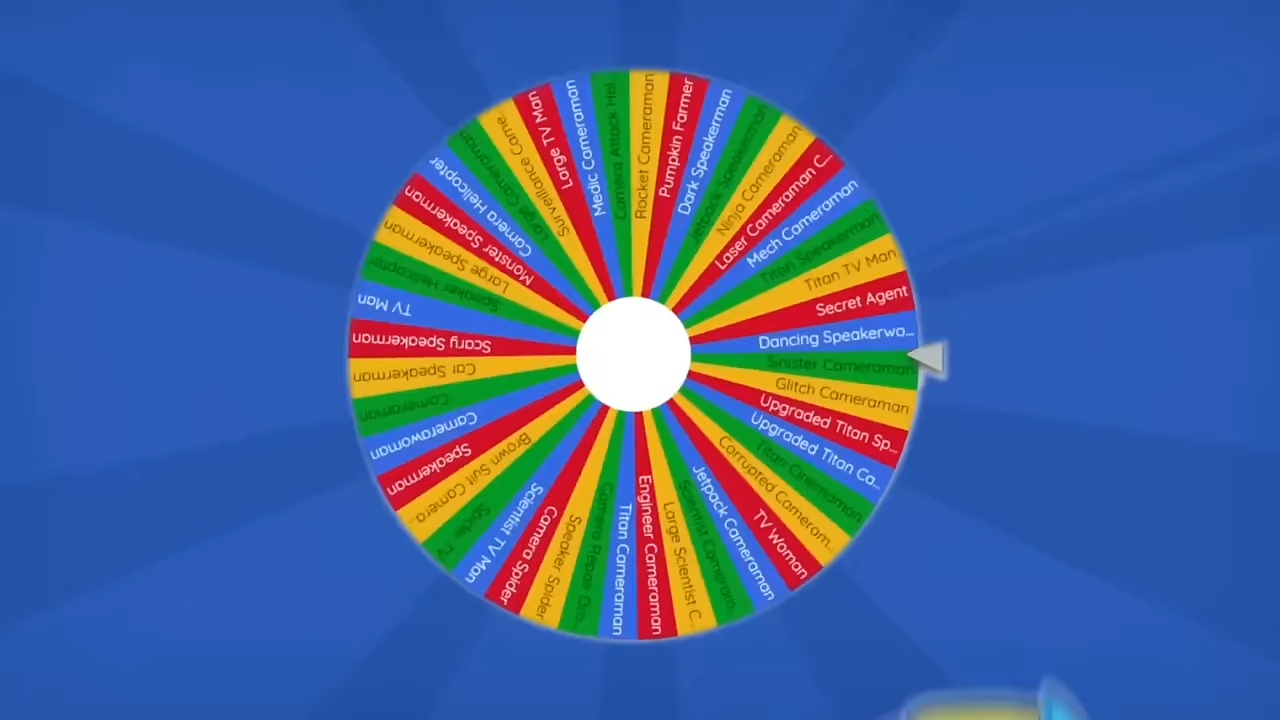 Rocket Cameraman
Pumpkin Farmer
Dark Speakerman
Jetpack Speakerman
Ninja Cameraman
Laser Cameraman C...
Mech Cameraman
Titan Speakerman
Titan TV Man
Secret Agent
Dancing Speakerwo...
Sinister Cameraman
Glitch Cameraman
Upgraded Titan Sp...
Upgraded Titan Ca...
Titan Cinemaman
Corrupted Cameram...
TV Woman
Jetpack Cameraman
Scientist Cameram...
Large Scientist C...
Engineer Cameraman
Titan Cameraman
Camera Repair Dro...
Speaker Spider
Camera Spider
Scientist TV Man
Spider TV
Brown Suit Camera...
Speakerman
Camerawoman
Cameraman
Car Speakerman
Scary Speakerman
TV Man
Speaker Helicopter
Large Speakerman
Monster Speakerman
Camera Helicopter
Large Cameraman
Surveillance Came
Large TV Man
Medic Cameraman
Camera Attack Hel